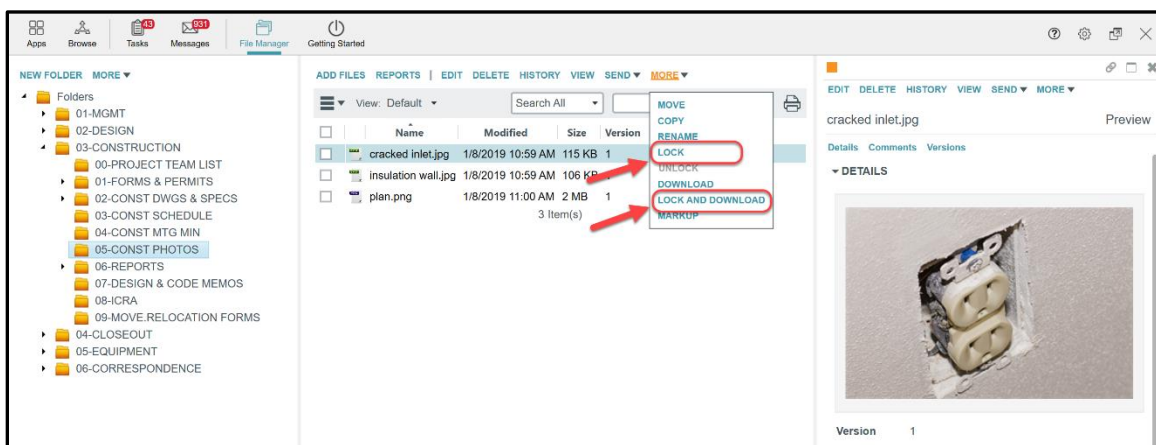 43 931
Apps Browse Tasks Messages File Manager Getting Started
NEW FOLDER MORE
Folders
01-MGMT
02-DESIGN
03-CONSTRUCTION
00-PROJECT TEAM LIST
01-FORMS & PERMITS
02-CONST DWGS & SPECS
03-CONST SCHEDULE
04-CONST MTG MIN
05-CONST PHOTOS
06-REPORTS
07-DESIGN & CODE MEMOS
08-ICRA
09-MOVE.RELOCATION FORMS
04-CLOSEOUT
05-EQUIPMENT
06-CORRESPONDENCE
ADD FILES REPORTS | EDIT DELETE HISTORY VIEW SEND MORE
View: Default Search All
Name Modified Size Version
cracked inlet.jpg 1/8/2019 10:59 AM 115 KB 1
insulation wall.jpg 1/8/2019 10:59 AM 106 KB
plan.png 1/8/2019 11:00 AM 2 MB 1
3 Item(s)
MOVE
COPY
RENAME
LOCK
UNLOCK
DOWNLOAD
LOCK AND DOWNLOAD
MARKUP
EDIT DELETE HISTORY VIEW SEND MORE
cracked inlet.jpg Preview
Details Comments Versions
DETAILS
Version 1